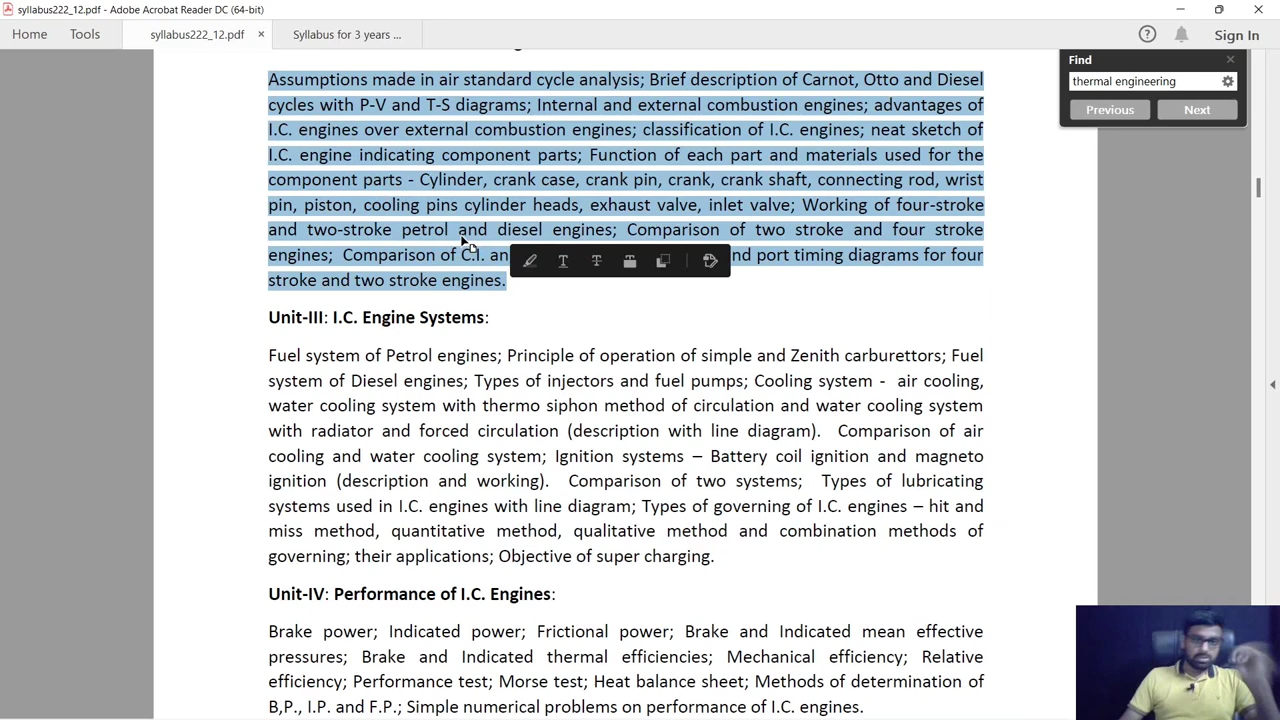 syllabus222_12.pdf - Adobe Acrobat Reader DC (64-bit)
Home Tools syllabus222_12.pdf × Syllabus for 3 years ... Sign In
Find
thermal engineering
Previous Next
Assumptions made in air standard cycle analysis; Brief description of Carnot, Otto and Diesel
cycles with P-V and T-S diagrams; Internal and external combustion engines; advantages of
I.C. engines over external combustion engines; classification of I.C. engines; neat sketch of
I.C. engine indicating component parts; Function of each part and materials used for the
component parts - Cylinder, crank case, crank pin, crank, crank shaft, connecting rod, wrist
pin, piston, cooling pins cylinder heads, exhaust valve, inlet valve; Working of four-stroke
and two-stroke petrol and diesel engines; Comparison of two stroke and four stroke
engines; Comparison of C.I. an nd port timing diagrams for four
stroke and two stroke engines.
Unit-III: I.C. Engine Systems:
Fuel system of Petrol engines; Principle of operation of simple and Zenith carburettors; Fuel
system of Diesel engines; Types of injectors and fuel pumps; Cooling system - air cooling,
water cooling system with thermo siphon method of circulation and water cooling system
with radiator and forced circulation (description with line diagram). Comparison of air
cooling and water cooling system; Ignition systems – Battery coil ignition and magneto
ignition (description and working). Comparison of two systems; Types of lubricating
systems used in I.C. engines with line diagram; Types of governing of I.C. engines – hit and
miss method, quantitative method, qualitative method and combination methods of
governing; their applications; Objective of super charging.
Unit-IV: Performance of I.C. Engines:
Brake power; Indicated power; Frictional power; Brake and Indicated mean effective
pressures; Brake and Indicated thermal efficiencies; Mechanical efficiency; Relative
efficiency; Performance test; Morse test; Heat balance sheet; Methods of determination of
B,P., I.P. and F.P.; Simple numerical problems on performance of I.C. engines.